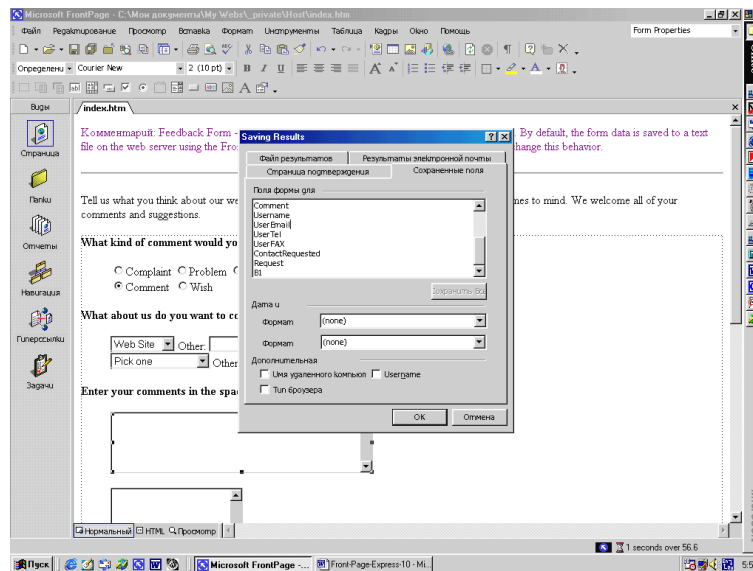 Microsoft FrontPage - C:\Мои документы\My Webs\_private\Host\index.htm
Файл Редактирование Просмотр Вставка Формат Инструменты Таблица Кадры Окно Помощь
Form Properties
Определени Courier New 2 (10 pt)
Виды
index.htm
Комментарий: Feedback Form -
By default, the form data is saved to a text
file on the web server using the Fro
hange this behavior.
Страница
Папки
Отчеты
Навигация
Гиперссылки
Задачи
Tell us what you think about our we
nes to mind. We welcome all of your
comments and suggestions.
What kind of comment would yo
Complaint Problem
Comment Wish
What about us do you want to co
Web Site Other:
Pick one Other
Enter your comments in the spa
Saving Results
Файл результатов Результаты электронной почты
Страница подтверждения Сохраненные поля
Поля формы для
Comment
Username
UserEmail
UserTel
UserFAX
ContactRequested
Request
B1
Сохранить Все
Дата и
Формат (none)
Формат (none)
Дополнительная
Имя удаленного компьют Username
Тип броузера
OK Отмена
Нормальный HTML Просмотр
1 seconds over 56.6
Пуск
Microsoft FrontPage -...
Front-Page-Express-10 - Mi...